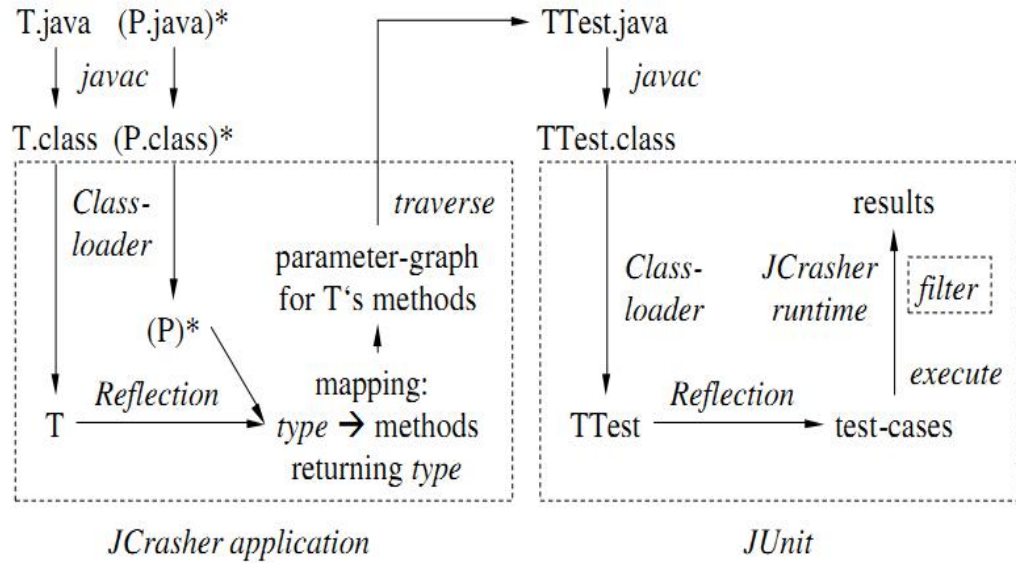 T.java (P.java)*
javac
T.class (P.class)*
Class-
loader
(P)*
Reflection
T
traverse
parameter-graph
for T‘s methods
mapping:
type → methods
returning type
JCrasher application
TTest.java
javac
TTest.class
Class-
loader
TTest
Reflection
test-cases
execute
JCrasher
runtime
filter
results
JUnit